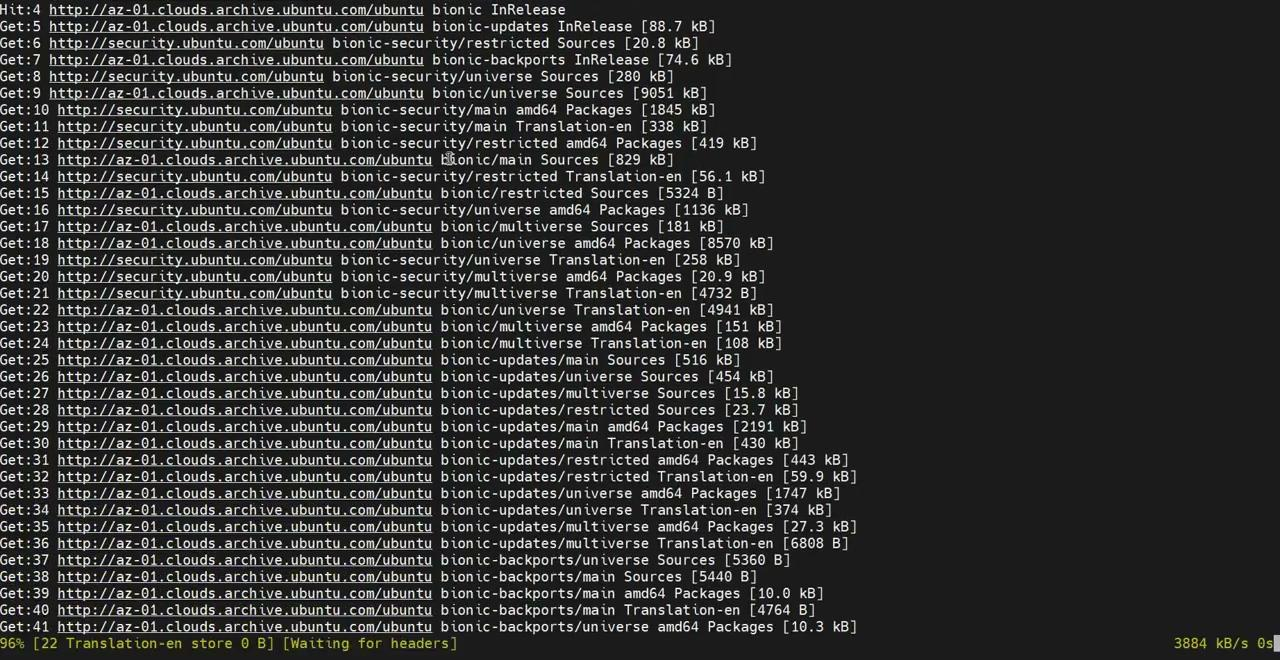 Hit:4 http://az-01.clouds.archive.ubuntu.com/ubuntu bionic InRelease
Get:5 http://az-01.clouds.archive.ubuntu.com/ubuntu bionic-updates InRelease [88.7 kB]
Get:6 http://security.ubuntu.com/ubuntu bionic-security/restricted Sources [20.8 kB]
Get:7 http://az-01.clouds.archive.ubuntu.com/ubuntu bionic-backports InRelease [74.6 kB]
Get:8 http://security.ubuntu.com/ubuntu bionic-security/universe Sources [280 kB]
Get:9 http://az-01.clouds.archive.ubuntu.com/ubuntu bionic/universe Sources [9051 kB]
Get:10 http://security.ubuntu.com/ubuntu bionic-security/main amd64 Packages [1845 kB]
Get:11 http://security.ubuntu.com/ubuntu bionic-security/main Translation-en [338 kB]
Get:12 http://security.ubuntu.com/ubuntu bionic-security/restricted amd64 Packages [419 kB]
Get:13 http://az-01.clouds.archive.ubuntu.com/ubuntu bionic/main Sources [829 kB]
Get:14 http://security.ubuntu.com/ubuntu bionic-security/restricted Translation-en [56.1 kB]
Get:15 http://az-01.clouds.archive.ubuntu.com/ubuntu bionic/restricted Sources [5324 B]
Get:16 http://security.ubuntu.com/ubuntu bionic-security/universe amd64 Packages [1136 kB]
Get:17 http://az-01.clouds.archive.ubuntu.com/ubuntu bionic/multiverse Sources [181 kB]
Get:18 http://az-01.clouds.archive.ubuntu.com/ubuntu bionic/universe amd64 Packages [8570 kB]
Get:19 http://security.ubuntu.com/ubuntu bionic-security/universe Translation-en [258 kB]
Get:20 http://security.ubuntu.com/ubuntu bionic-security/multiverse amd64 Packages [20.9 kB]
Get:21 http://security.ubuntu.com/ubuntu bionic-security/multiverse Translation-en [4732 B]
Get:22 http://az-01.clouds.archive.ubuntu.com/ubuntu bionic/universe Translation-en [4941 kB]
Get:23 http://az-01.clouds.archive.ubuntu.com/ubuntu bionic/multiverse amd64 Packages [151 kB]
Get:24 http://az-01.clouds.archive.ubuntu.com/ubuntu bionic/multiverse Translation-en [108 kB]
Get:25 http://az-01.clouds.archive.ubuntu.com/ubuntu bionic-updates/main Sources [516 kB]
Get:26 http://az-01.clouds.archive.ubuntu.com/ubuntu bionic-updates/universe Sources [454 kB]
Get:27 http://az-01.clouds.archive.ubuntu.com/ubuntu bionic-updates/multiverse Sources [15.8 kB]
Get:28 http://az-01.clouds.archive.ubuntu.com/ubuntu bionic-updates/restricted Sources [23.7 kB]
Get:29 http://az-01.clouds.archive.ubuntu.com/ubuntu bionic-updates/main amd64 Packages [2191 kB]
Get:30 http://az-01.clouds.archive.ubuntu.com/ubuntu bionic-updates/main Translation-en [430 kB]
Get:31 http://az-01.clouds.archive.ubuntu.com/ubuntu bionic-updates/restricted amd64 Packages [443 kB]
Get:32 http://az-01.clouds.archive.ubuntu.com/ubuntu bionic-updates/restricted Translation-en [59.9 kB]
Get:33 http://az-01.clouds.archive.ubuntu.com/ubuntu bionic-updates/universe amd64 Packages [1747 kB]
Get:34 http://az-01.clouds.archive.ubuntu.com/ubuntu bionic-updates/universe Translation-en [374 kB]
Get:35 http://az-01.clouds.archive.ubuntu.com/ubuntu bionic-updates/multiverse amd64 Packages [27.3 kB]
Get:36 http://az-01.clouds.archive.ubuntu.com/ubuntu bionic-updates/multiverse Translation-en [6808 B]
Get:37 http://az-01.clouds.archive.ubuntu.com/ubuntu bionic-backports/universe Sources [5360 B]
Get:38 http://az-01.clouds.archive.ubuntu.com/ubuntu bionic-backports/main Sources [5440 B]
Get:39 http://az-01.clouds.archive.ubuntu.com/ubuntu bionic-backports/main amd64 Packages [10.0 kB]
Get:40 http://az-01.clouds.archive.ubuntu.com/ubuntu bionic-backports/main Translation-en [4764 B]
Get:41 http://az-01.clouds.archive.ubuntu.com/ubuntu bionic-backports/universe amd64 Packages [10.3 kB]
96% [22 Translation-en store 0 B] [Waiting for headers] 3884 kB/s 0s